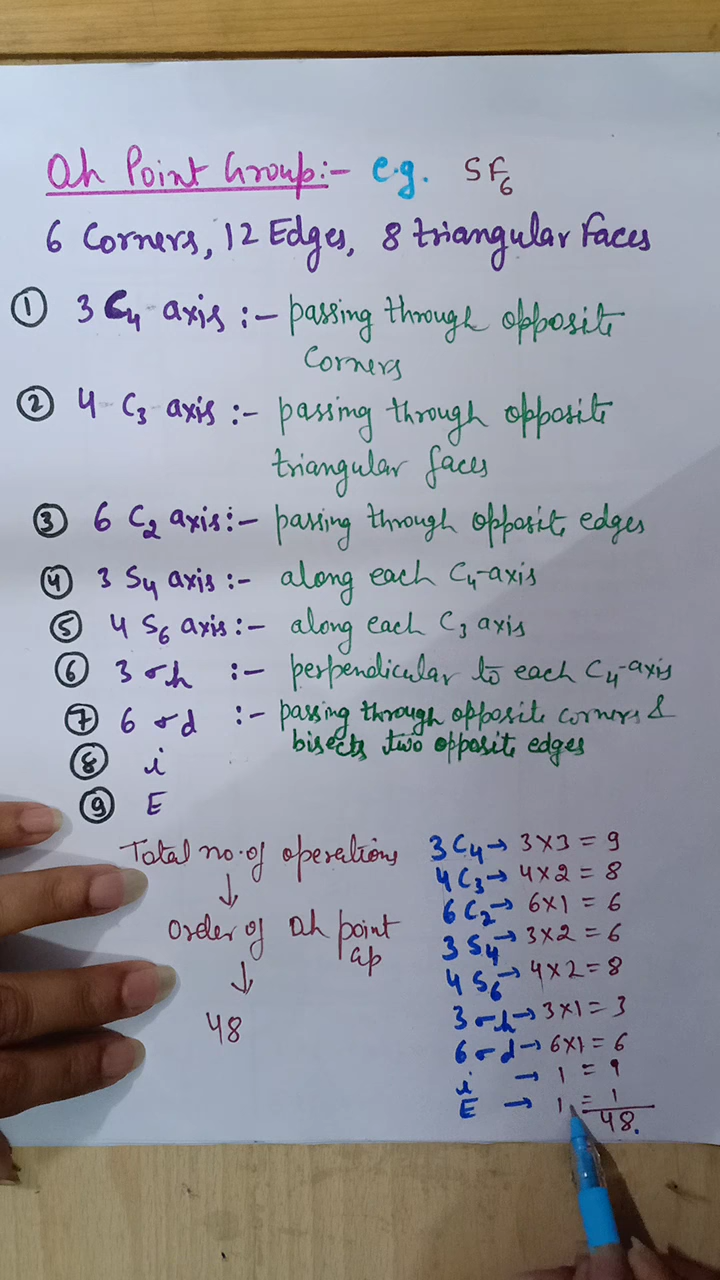 Oh Point Group:- e.g. SF6
6 Corners, 12 Edges, 8 triangular faces
① 3 C4 axis :- passing through opposite
corners
② 4 C3 axis :- passing through opposite
triangular faces
③ 6 C2 axis:- passing through opposite edges
④ 3 S4 axis :- along each C4-axis
⑤ 4 S6 axis:- along each C3 axis
⑥ 3 σh :- perpendicular to each C4-axis
⑦ 6 σd :- passing through opposite corners &
bisects two opposite edges
⑧ i
⑨ E
Total no. of operations
↓
Order of Oh point
gp
↓
48
3C4 → 3×3 = 9
4C3 → 4×2 = 8
6C2 → 6×1 = 6
3 S4 → 3×2 = 6
4 S6 → 4×2 = 8
3 σh → 3×1 = 3
6 σd → 6×1 = 6
i → 1 = 1
E → 1 = 1
48.